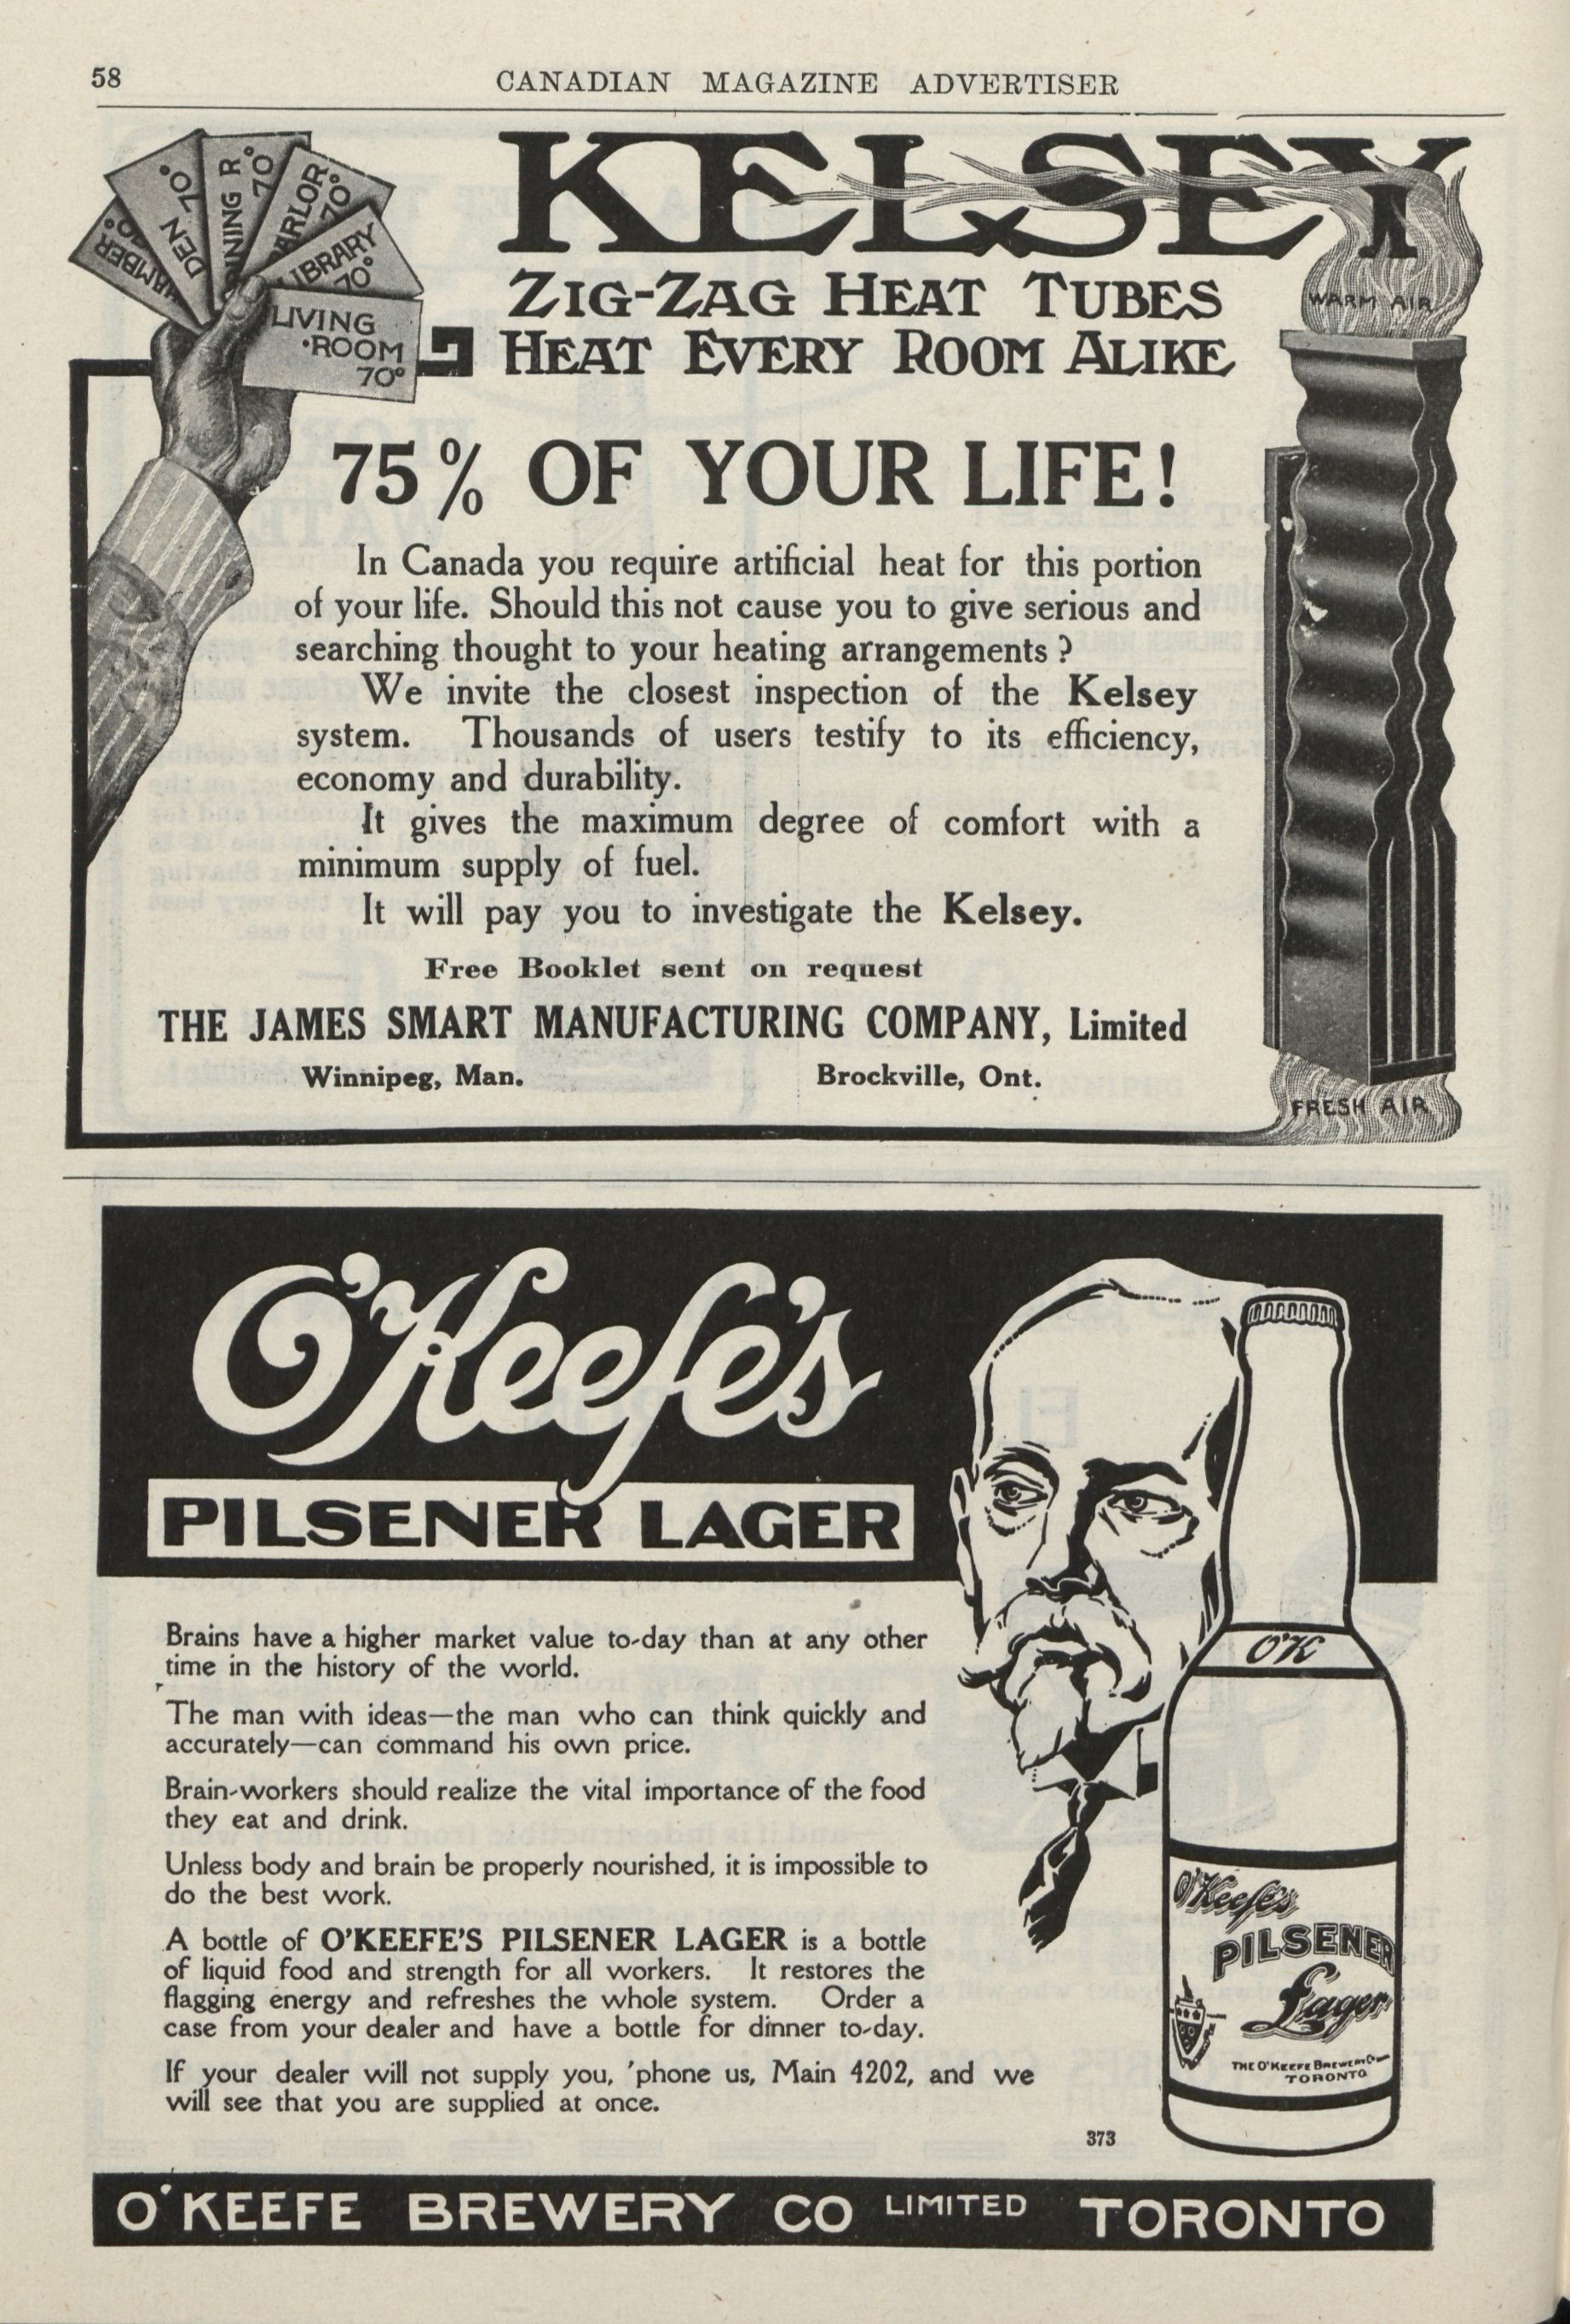 58
CANADIAN MAGAZINE ADVERTISER
KELSEY
ZIG-ZAG HEAT TUBES
HEAT EVERY ROOM ALIKE
DEN 70°
70°
LIBRARY
70°
LIVING
ROOM
70°
WARM AIR
75% OF YOUR LIFE!
In Canada you require artificial heat for this portion
of your life. Should this not cause you to give serious and
searching thought to your heating arrangements ?
We invite the closest inspection of the Kelsey
system. Thousands of users testify to its efficiency,
economy and durability.
It gives the maximum degree of comfort with a
minimum supply of fuel.
It will pay you to investigate the Kelsey.
Free Booklet sent on request
THE JAMES SMART MANUFACTURING COMPANY, Limited
Winnipeg, Man. Brockville, Ont.
FRESH AIR
O'Keefe's
PILSENER LAGER
Brains have a higher market value to-day than at any other
time in the history of the world.
The man with ideas—the man who can think quickly and
accurately—can command his own price.
Brain-workers should realize the vital importance of the food
they eat and drink.
Unless body and brain be properly nourished, it is impossible to
do the best work.
A bottle of O'KEEFE'S PILSENER LAGER is a bottle
of liquid food and strength for all workers. It restores the
flagging energy and refreshes the whole system. Order a
case from your dealer and have a bottle for dinner to-day.
If your dealer will not supply you, 'phone us, Main 4202, and we
will see that you are supplied at once.
373
O'K
O'Keefe's
PILSENER
Lager
THE O'KEEFE BREWERY Co
TORONTO
O'KEEFE BREWERY CO LIMITED TORONTO